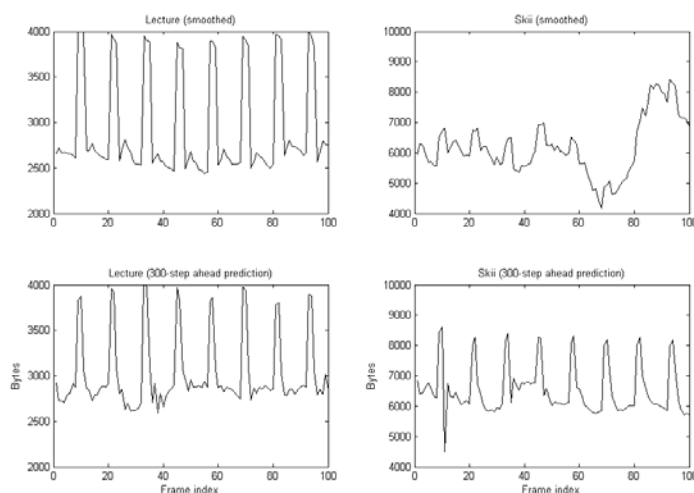 Lecture (smoothed)
4000
3500
3000
2500
2000
0 20 40 60 80 100
Skii (smoothed)
10000
9000
8000
7000
6000
5000
4000
0 20 40 60 80 100
Lecture (300-step ahead prediction)
Bytes
4000
3500
3000
2500
2000
0 20 40 60 80 100
Frame index
Skii (300-step ahead prediction)
Bytes
10000
9000
8000
7000
6000
5000
4000
0 20 40 60 80 100
Frame index